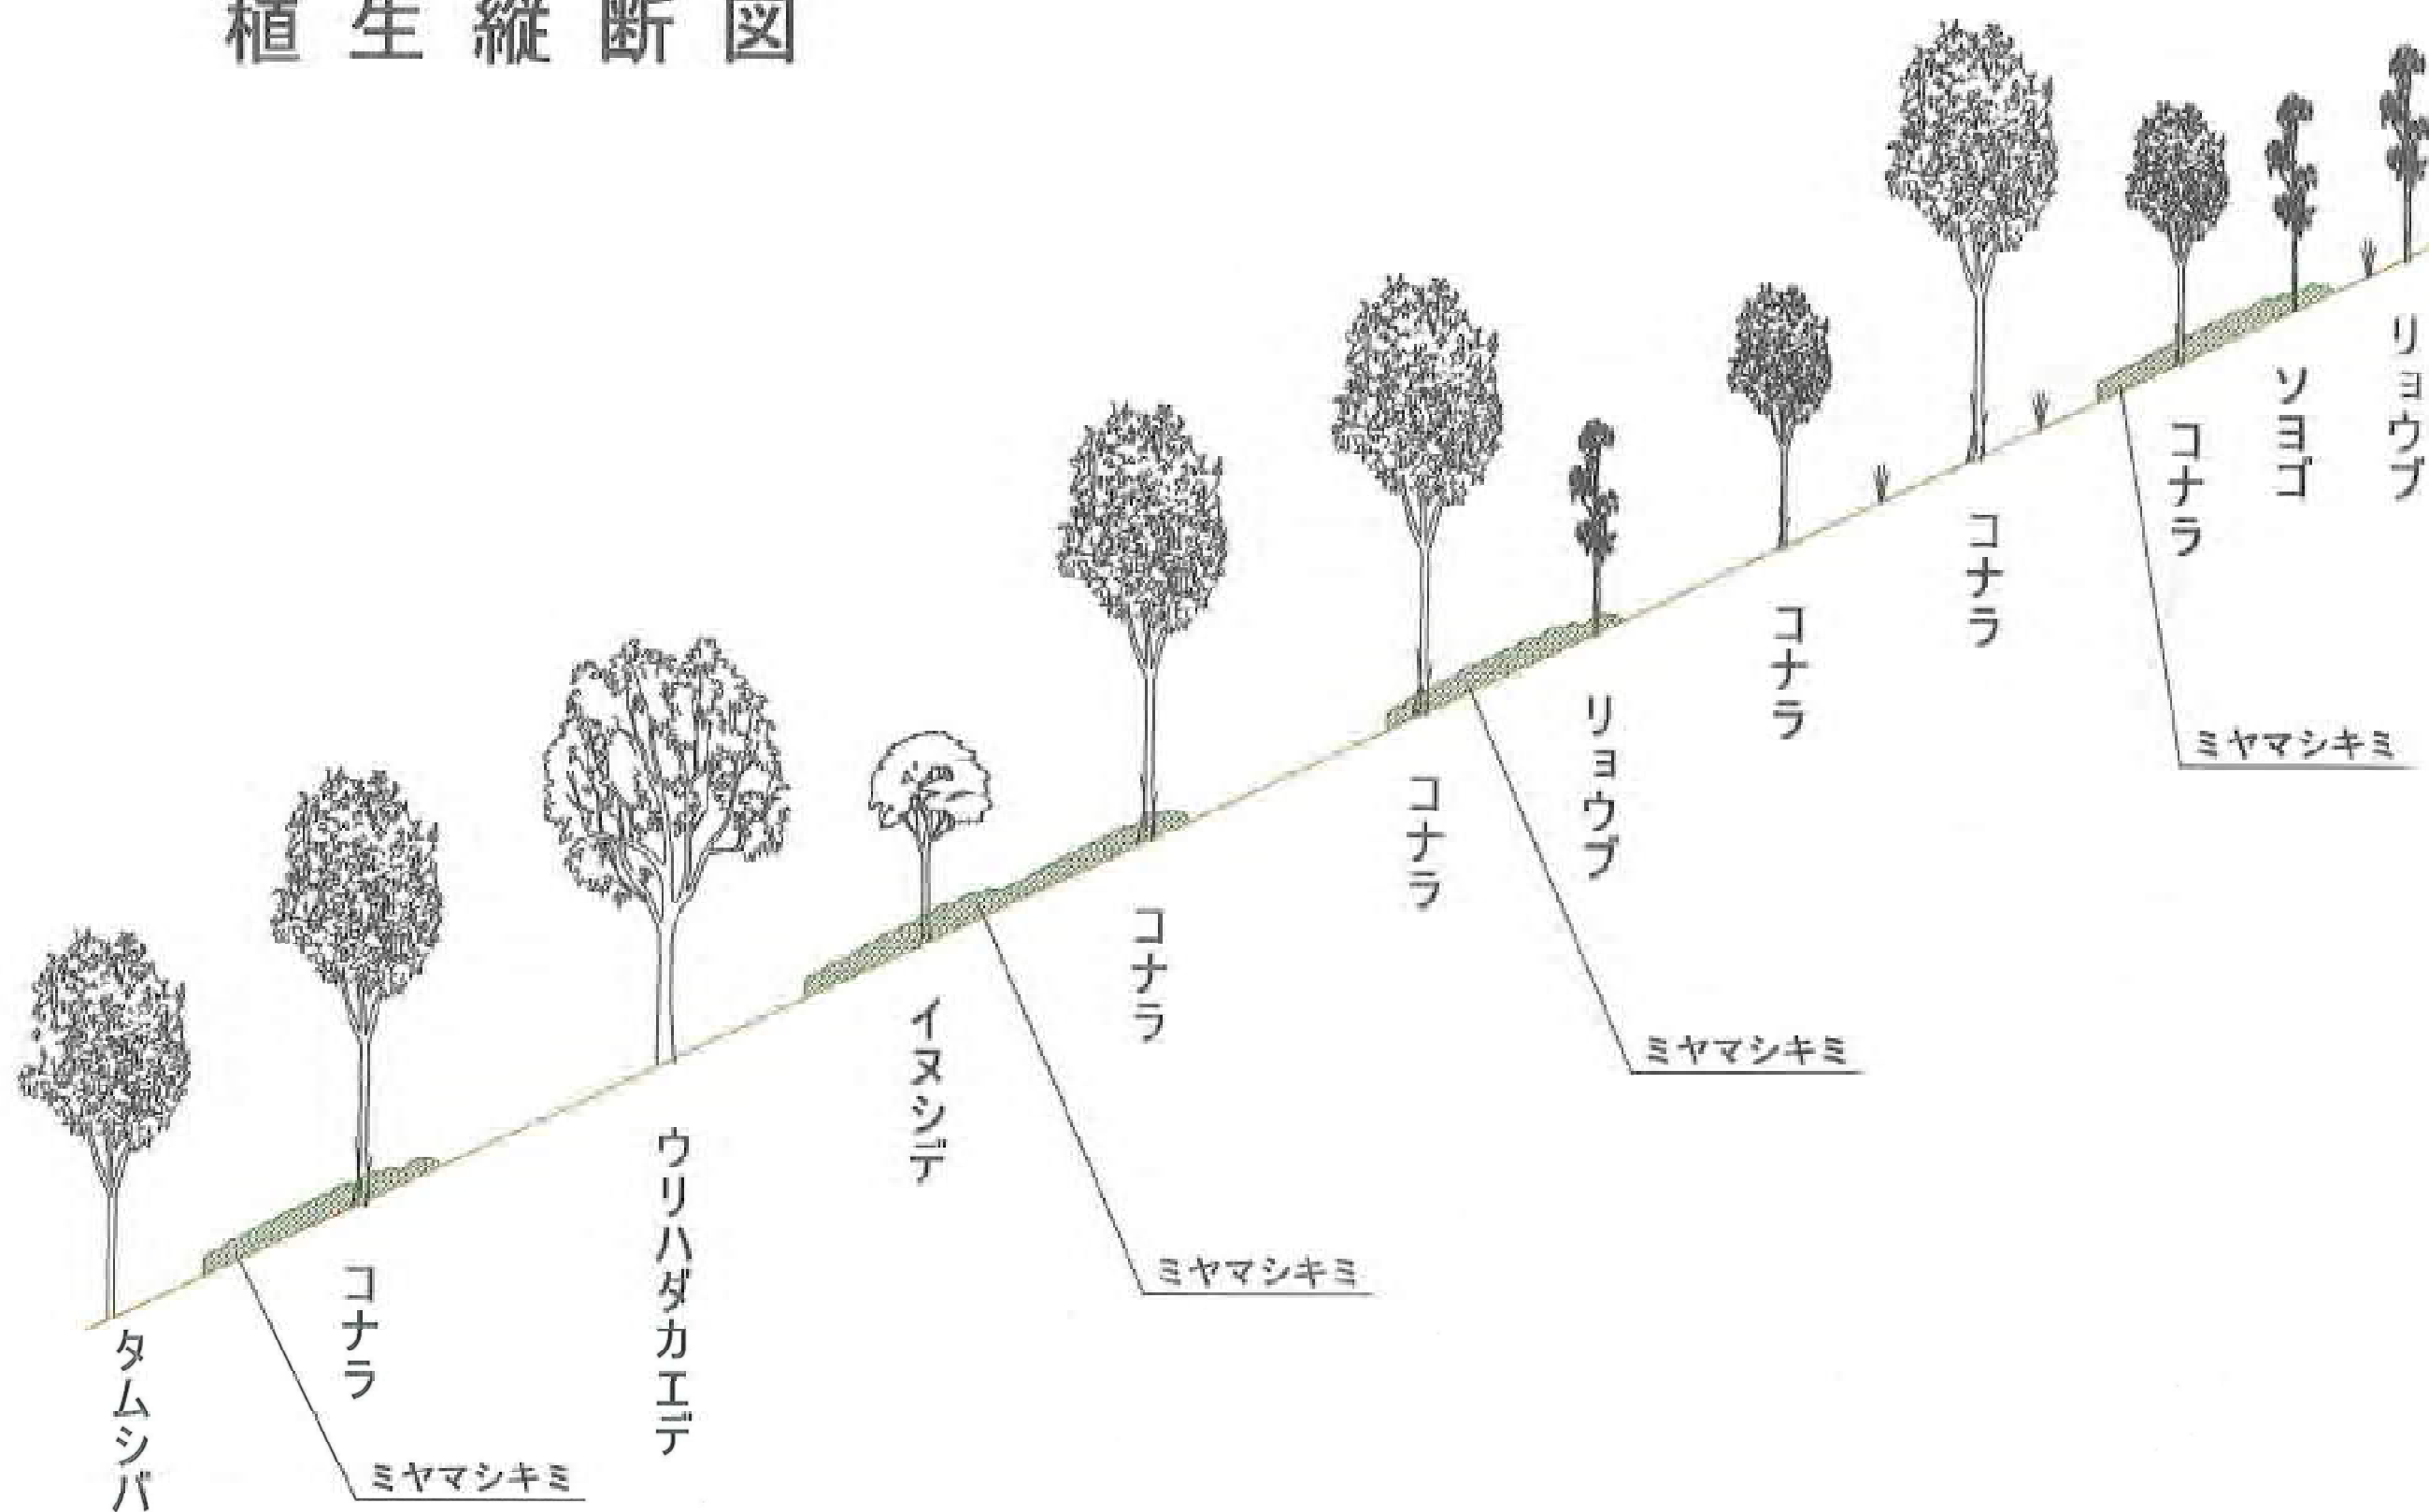 植生縦断図
タムシバ
コナラ
ミヤマシキミ
ウリハダカエデ
イヌシデ
ミヤマシキミ
コナラ
コナラ
ミヤマシキミ
リョウブ
コナラ
コナラ
ミヤマシキミ
コナラ
ソヨゴ
リョウブ